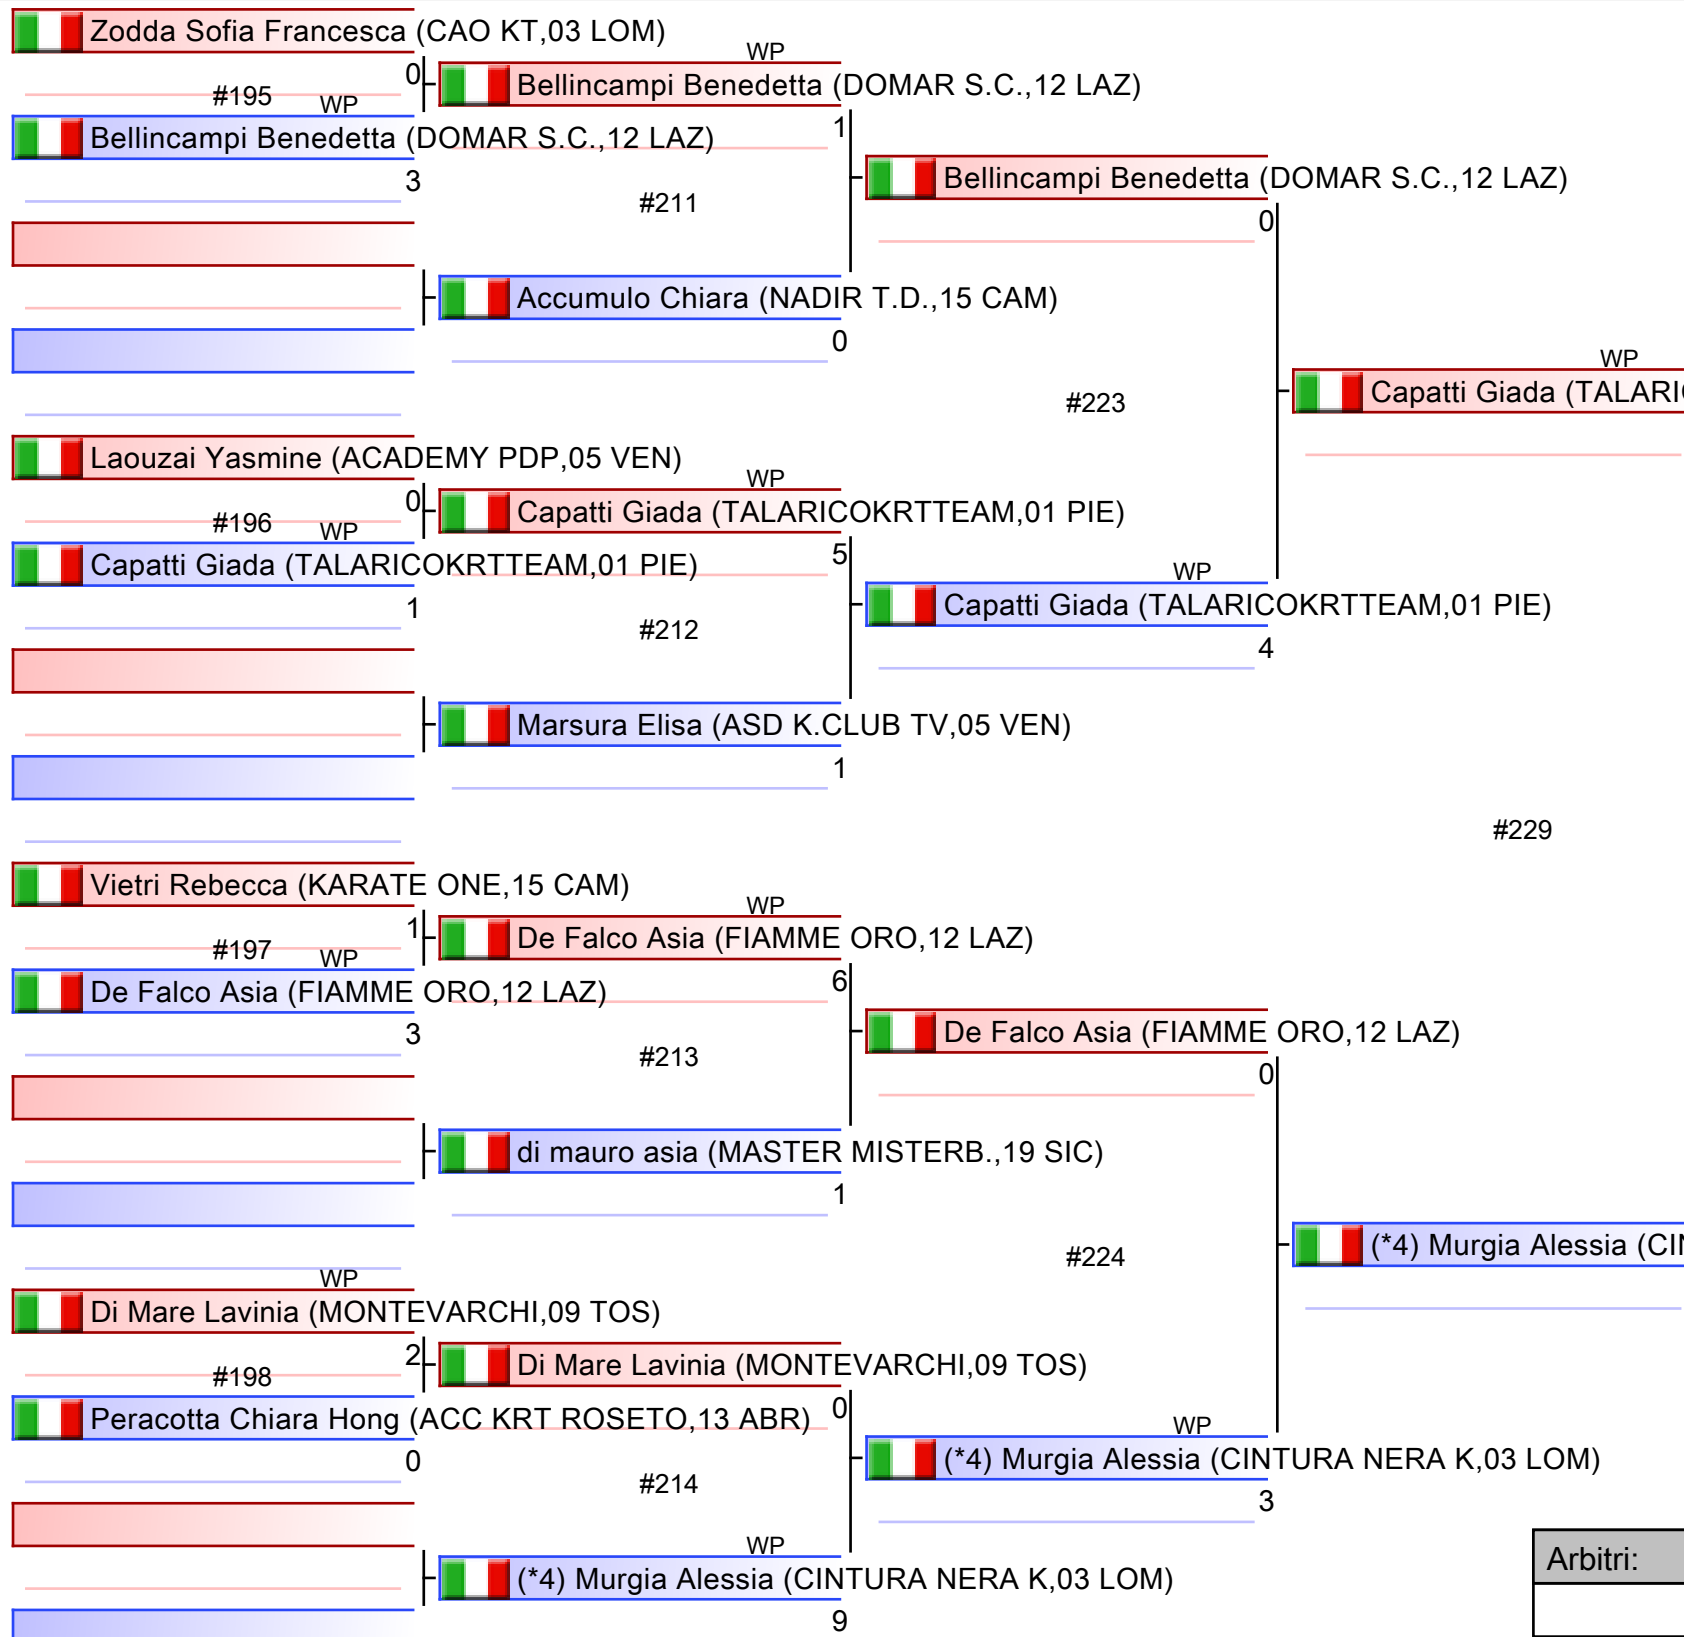 Zodda Sofia Francesca (CAO KT,03 LOM)
0
#195
WP
Bellincampi Benedetta (DOMAR S.C.,12 LAZ)
3
WP
Bellincampi Benedetta (DOMAR S.C.,12 LAZ)
1
#211
Accumulo Chiara (NADIR T.D.,15 CAM)
0
Bellincampi Benedetta (DOMAR S.C.,12 LAZ)
0
#223
Laouzai Yasmine (ACADEMY PDP,05 VEN)
0
#196
WP
Capatti Giada (TALARICOKRTTEAM,01 PIE)
1
WP
Capatti Giada (TALARICOKRTTEAM,01 PIE)
5
#212
Marsura Elisa (ASD K.CLUB TV,05 VEN)
1
WP
Capatti Giada (TALARICOKRTTEAM,01 PIE)
4
WP
Capatti Giada (TALARI
#229
Vietri Rebecca (KARATE ONE,15 CAM)
1
#197
WP
De Falco Asia (FIAMME ORO,12 LAZ)
3
WP
De Falco Asia (FIAMME ORO,12 LAZ)
6
#213
di mauro asia (MASTER MISTERB.,19 SIC)
1
De Falco Asia (FIAMME ORO,12 LAZ)
0
#224
WP
Di Mare Lavinia (MONTEVARCHI,09 TOS)
2
#198
Peracotta Chiara Hong (ACC KRT ROSETO,13 ABR)
0
Di Mare Lavinia (MONTEVARCHI,09 TOS)
0
#214
WP
(*4) Murgia Alessia (CINTURA NERA K,03 LOM)
9
WP
(*4) Murgia Alessia (CINTURA NERA K,03 LOM)
3
(*4) Murgia Alessia (CI
Arbitri: